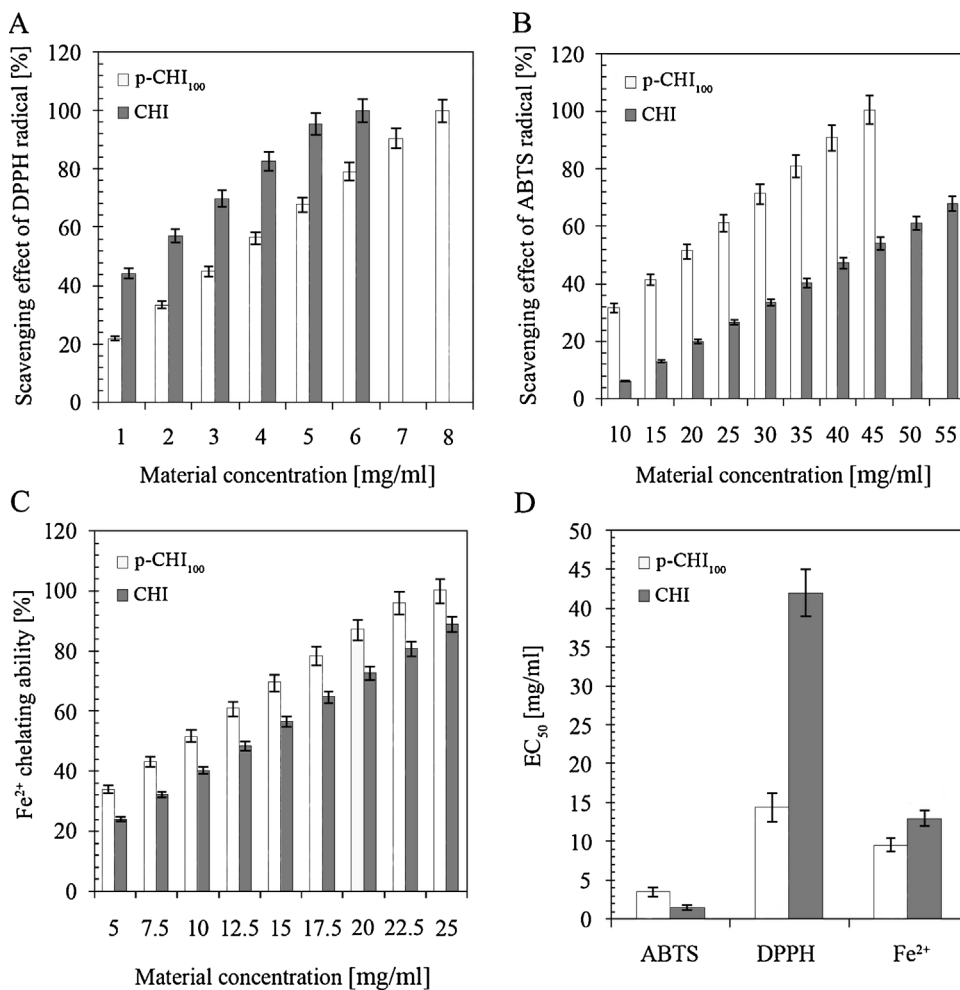 A
Scavenging effect of DPPH radical [%]
120
100
80
60
40
20
0
p-CHI₁₀₀
CHI
1 2 3 4 5 6 7 8
Material concentration [mg/ml]
B
Scavenging effect of ABTS radical [%]
120
100
80
60
40
20
0
p-CHI₁₀₀
CHI
10 15 20 25 30 35 40 45 50 55
Material concentration [mg/ml]
C
Fe²⁺ chelating ability [%]
120
100
80
60
40
20
0
p-CHI₁₀₀
CHI
5 7.5 10 12.5 15 17.5 20 22.5 25
Material concentration [mg/ml]
D
EC₅₀ [mg/ml]
50
45
40
35
30
25
20
15
10
5
0
p-CHI₁₀₀
CHI
ABTS DPPH Fe²⁺